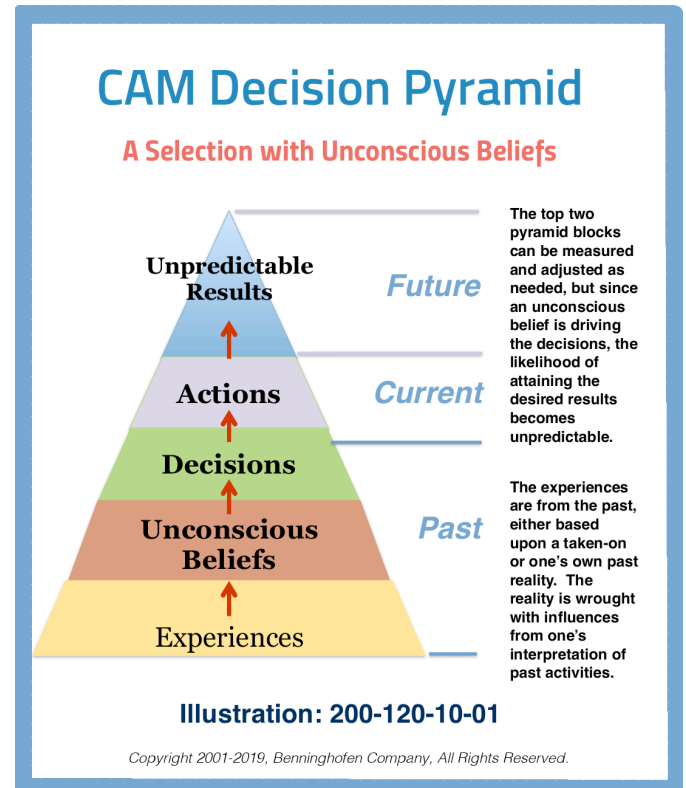 CAM Decision Pyramid
A Selection with Unconscious Beliefs
Unpredictable
Results
Actions
Decisions
Unconscious
Beliefs
Experiences
Future
Current
Past
The top two
pyramid blocks
can be measured
and adjusted as
needed, but since
an unconscious
belief is driving
the decisions, the
likelihood of
attaining the
desired results
becomes
unpredictable.
The experiences
are from the past,
either based
upon a taken-on
or one’s own past
reality.  The
reality is wrought
with influences
from one’s
interpretation of
past activities.
Illustration: 200-120-10-01
Copyright 2001-2019, Benninghofen Company, All Rights Reserved.